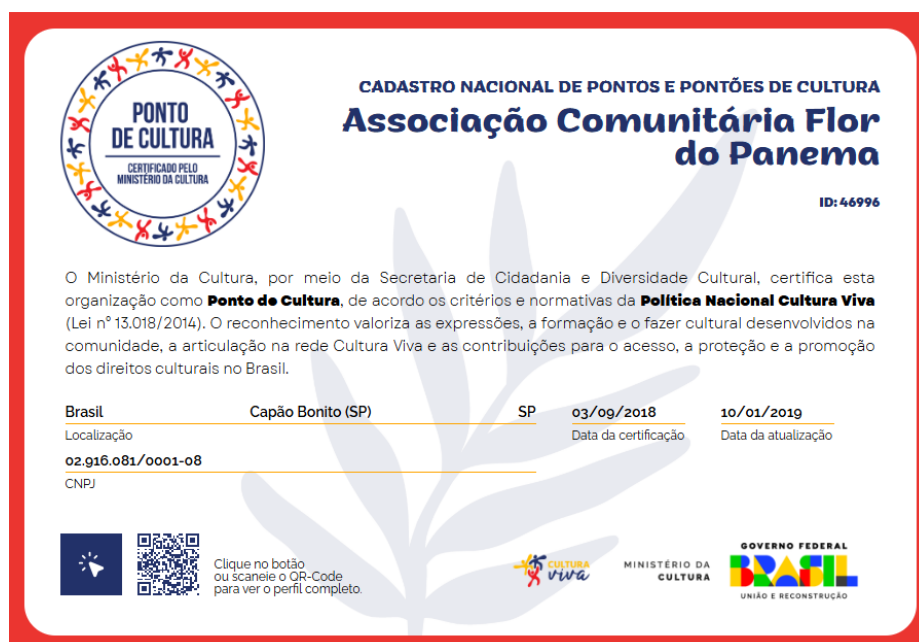 PONTO
DE CULTURA
CERTIFICADO PELO
MINISTÉRIO DA CULTURA
CADASTRO NACIONAL DE PONTOS E PONTÕES DE CULTURA
Associação Comunitária Flor
do Panema
ID: 46996
O Ministério da Cultura, por meio da Secretaria de Cidadania e Diversidade Cultural, certifica esta
organização como Ponto de Cultura, de acordo os critérios e normativas da Política Nacional Cultura Viva
(Lei nº 13.018/2014). O reconhecimento valoriza as expressões, a formação e o fazer cultural desenvolvidos na
comunidade, a articulação na rede Cultura Viva e as contribuições para o acesso, a proteção e a promoção
dos direitos culturais no Brasil.
Brasil Capão Bonito (SP) SP 03/09/2018 10/01/2019
Localização Data da certificação Data da atualização
02.916.081/0001-08
CNPJ
Clique no botão
ou scaneie o QR-Code
para ver o perfil completo.
CULTURA
viva
MINISTÉRIO DA
CULTURA
GOVERNO FEDERAL
BRASIL
UNIÃO E RECONSTRUÇÃO